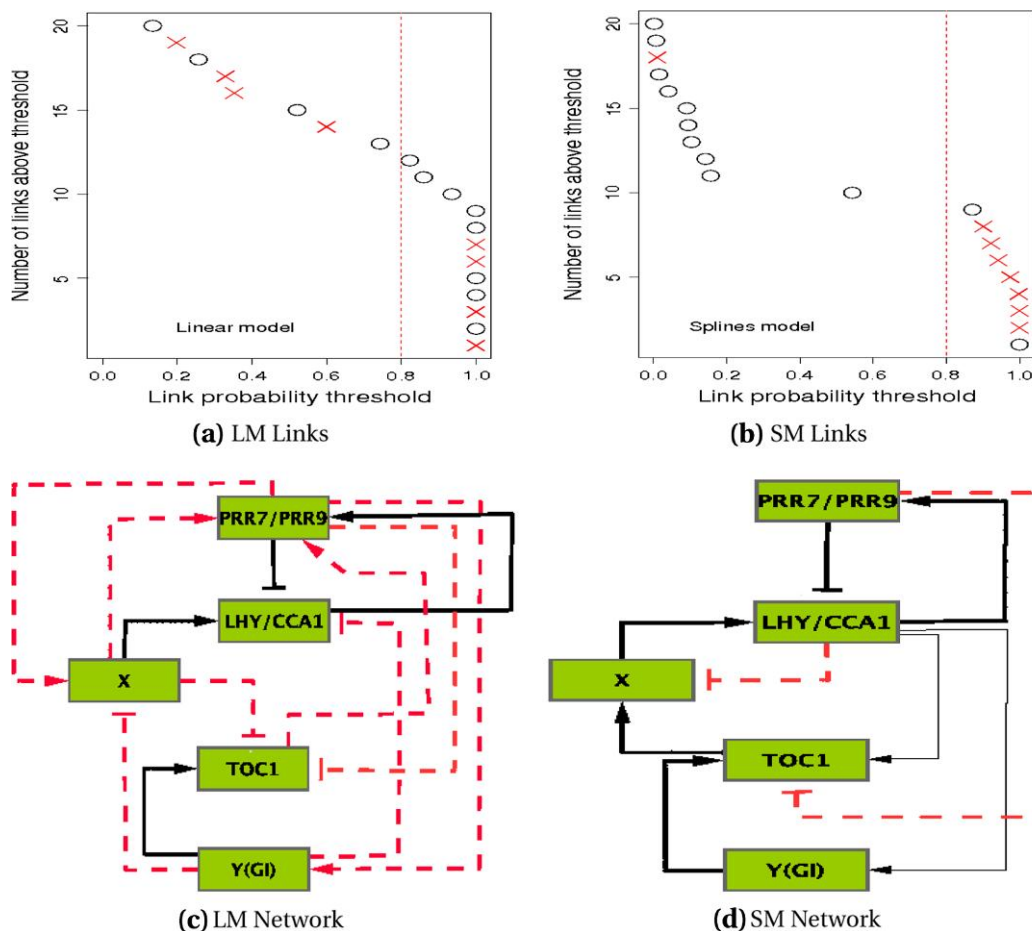 Number of links above threshold
20
15
10
5
Linear model
0.0 0.2 0.4 0.6 0.8 1.0
Link probability threshold
(a) LM Links
Number of links above threshold
20
15
10
5
Splines model
0.0 0.2 0.4 0.6 0.8 1.0
Link probability threshold
(b) SM Links
PRR7/PRR9
LHY/CCA1
X
TOC1
Y(GI)
(c) LM Network
PRR7/PRR9
LHY/CCA1
X
TOC1
Y(GI)
(d) SM Network